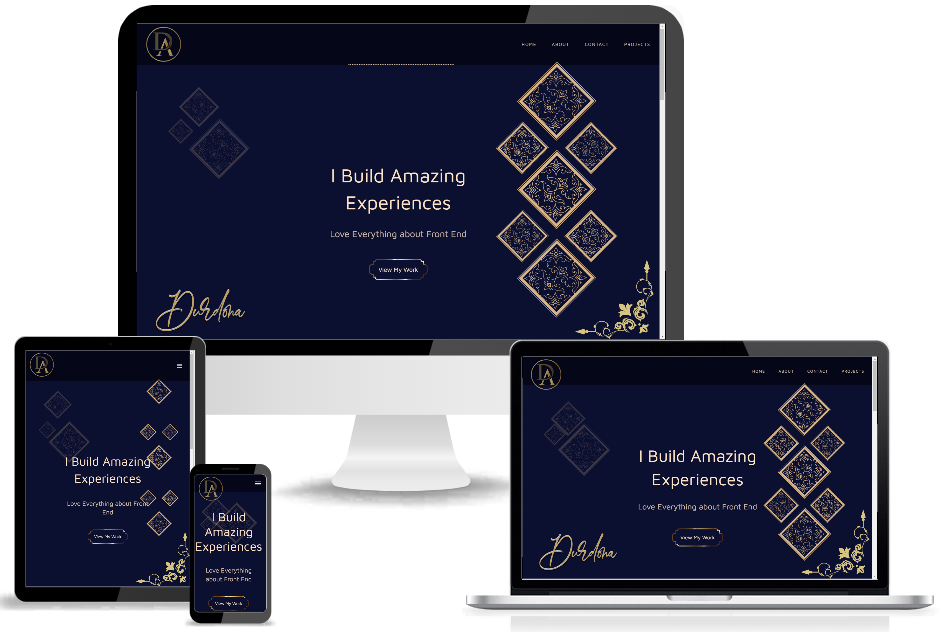 DA
HOME ABOUT CONTACT PROJECTS
I Build Amazing
Experiences
Love Everything about Front End
View My Work
Durdona
DA
I Build Amazing
Experiences
Love Everything about Front
End
View My Work
DA
I Build
Amazing
Experiences
Love Everything
about Front End
View My Work
DA
HOME ABOUT CONTACT PROJECTS
I Build Amazing
Experiences
Love Everything about Front End
View My Work
Durdona